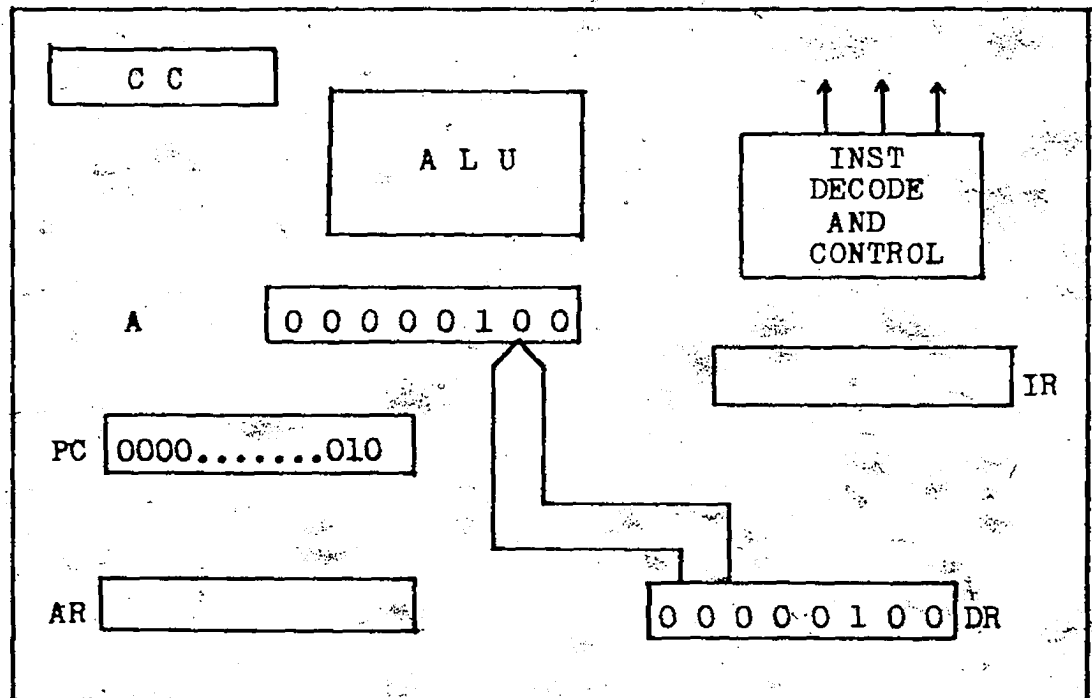 C C
A L U
INST
DECODE
AND
CONTROL
A
0 0 0 0 0 1 0 0
IR
PC
0000.......010
AR
0 0 0 0 0 1 0 0
DR